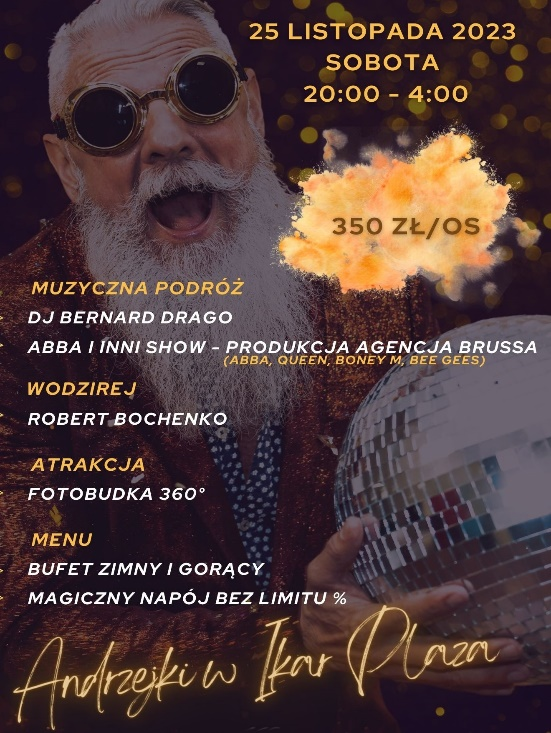 25 LISTOPADA 2023
SOBOTA
20:00 - 4:00
350 ZŁ/OS
MUZYCZNA PODRÓŻ
DJ BERNARD DRAGO
ABBA I INNI SHOW - PRODUKCJA AGENCJA BRUSSA
(ABBA, QUEEN, BONEY M, BEE GEES)
WODZIREJ
ROBERT BOCHENKO
ATRAKCJA
FOTOBUDKA 360°
MENU
BUFET ZIMNY I GORĄCY
MAGICZNY NAPÓJ BEZ LIMITU %
Andrzejki w Ikar Plaza